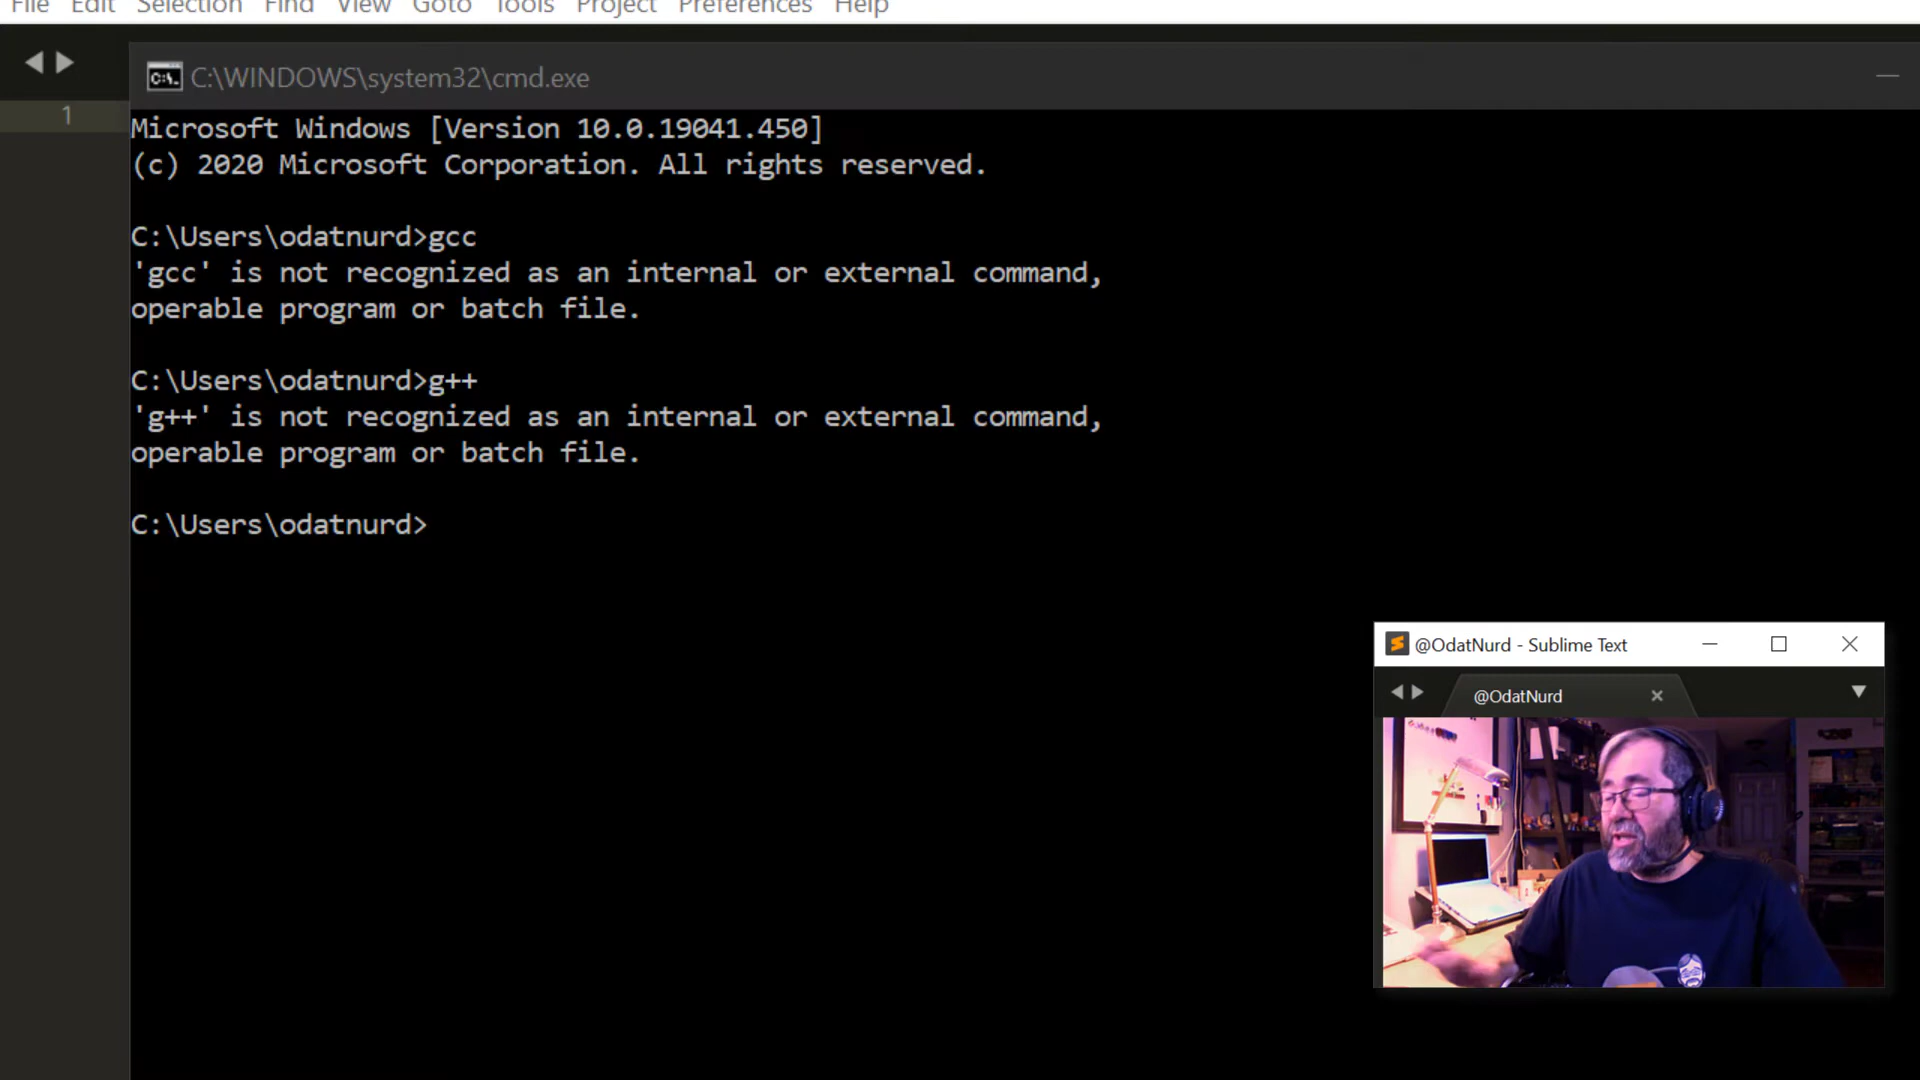 File Edit Selection Find View Goto Tools Project Preferences Help
C:\WINDOWS\system32\cmd.exe
1
Microsoft Windows [Version 10.0.19041.450]
(c) 2020 Microsoft Corporation. All rights reserved.
C:\Users\odatnurd>gcc
'gcc' is not recognized as an internal or external command,
operable program or batch file.
C:\Users\odatnurd>g++
'g++' is not recognized as an internal or external command,
operable program or batch file.
C:\Users\odatnurd>
@OdatNurd - Sublime Text
@OdatNurd